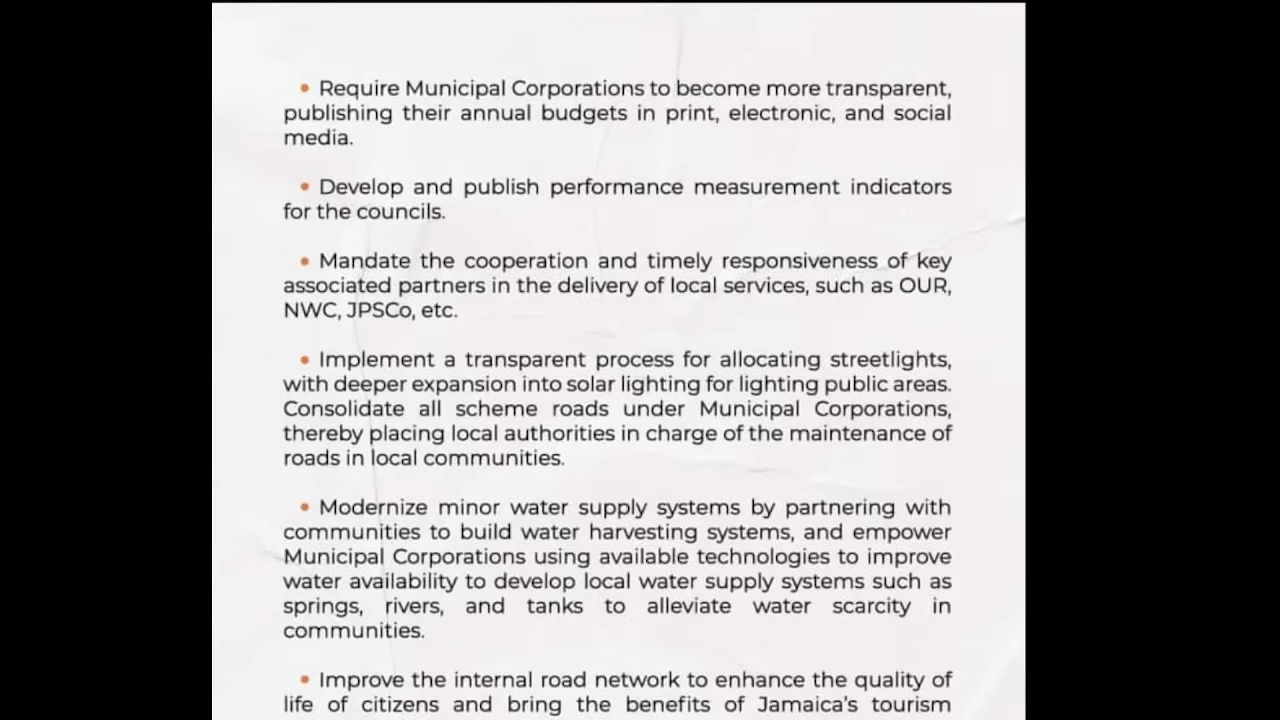 • Require Municipal Corporations to become more transparent,
publishing their annual budgets in print, electronic, and social
media.
• Develop and publish performance measurement indicators
for the councils.
• Mandate the cooperation and timely responsiveness of key
associated partners in the delivery of local services, such as OUR,
NWC, JPSCo, etc.
• Implement a transparent process for allocating streetlights,
with deeper expansion into solar lighting for lighting public areas.
Consolidate all scheme roads under Municipal Corporations,
thereby placing local authorities in charge of the maintenance of
roads in local communities.
• Modernize minor water supply systems by partnering with
communities to build water harvesting systems, and empower
Municipal Corporations using available technologies to improve
water availability to develop local water supply systems such as
springs, rivers, and tanks to alleviate water scarcity in
communities.
• Improve the internal road network to enhance the quality of
life of citizens and bring the benefits of Jamaica's tourism